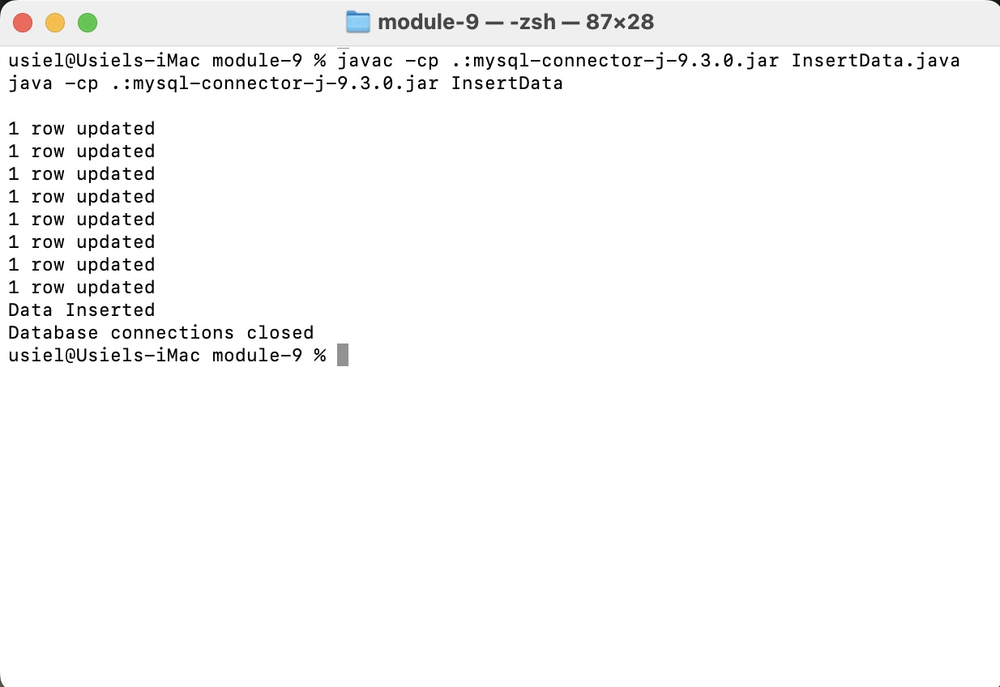 module-9 — -zsh — 87×28
usiel@Usiels-iMac module-9 % javac -cp .:mysql-connector-j-9.3.0.jar InsertData.java
java -cp .:mysql-connector-j-9.3.0.jar InsertData
1 row updated
1 row updated
1 row updated
1 row updated
1 row updated
1 row updated
1 row updated
1 row updated
Data Inserted
Database connections closed
usiel@Usiels-iMac module-9 %